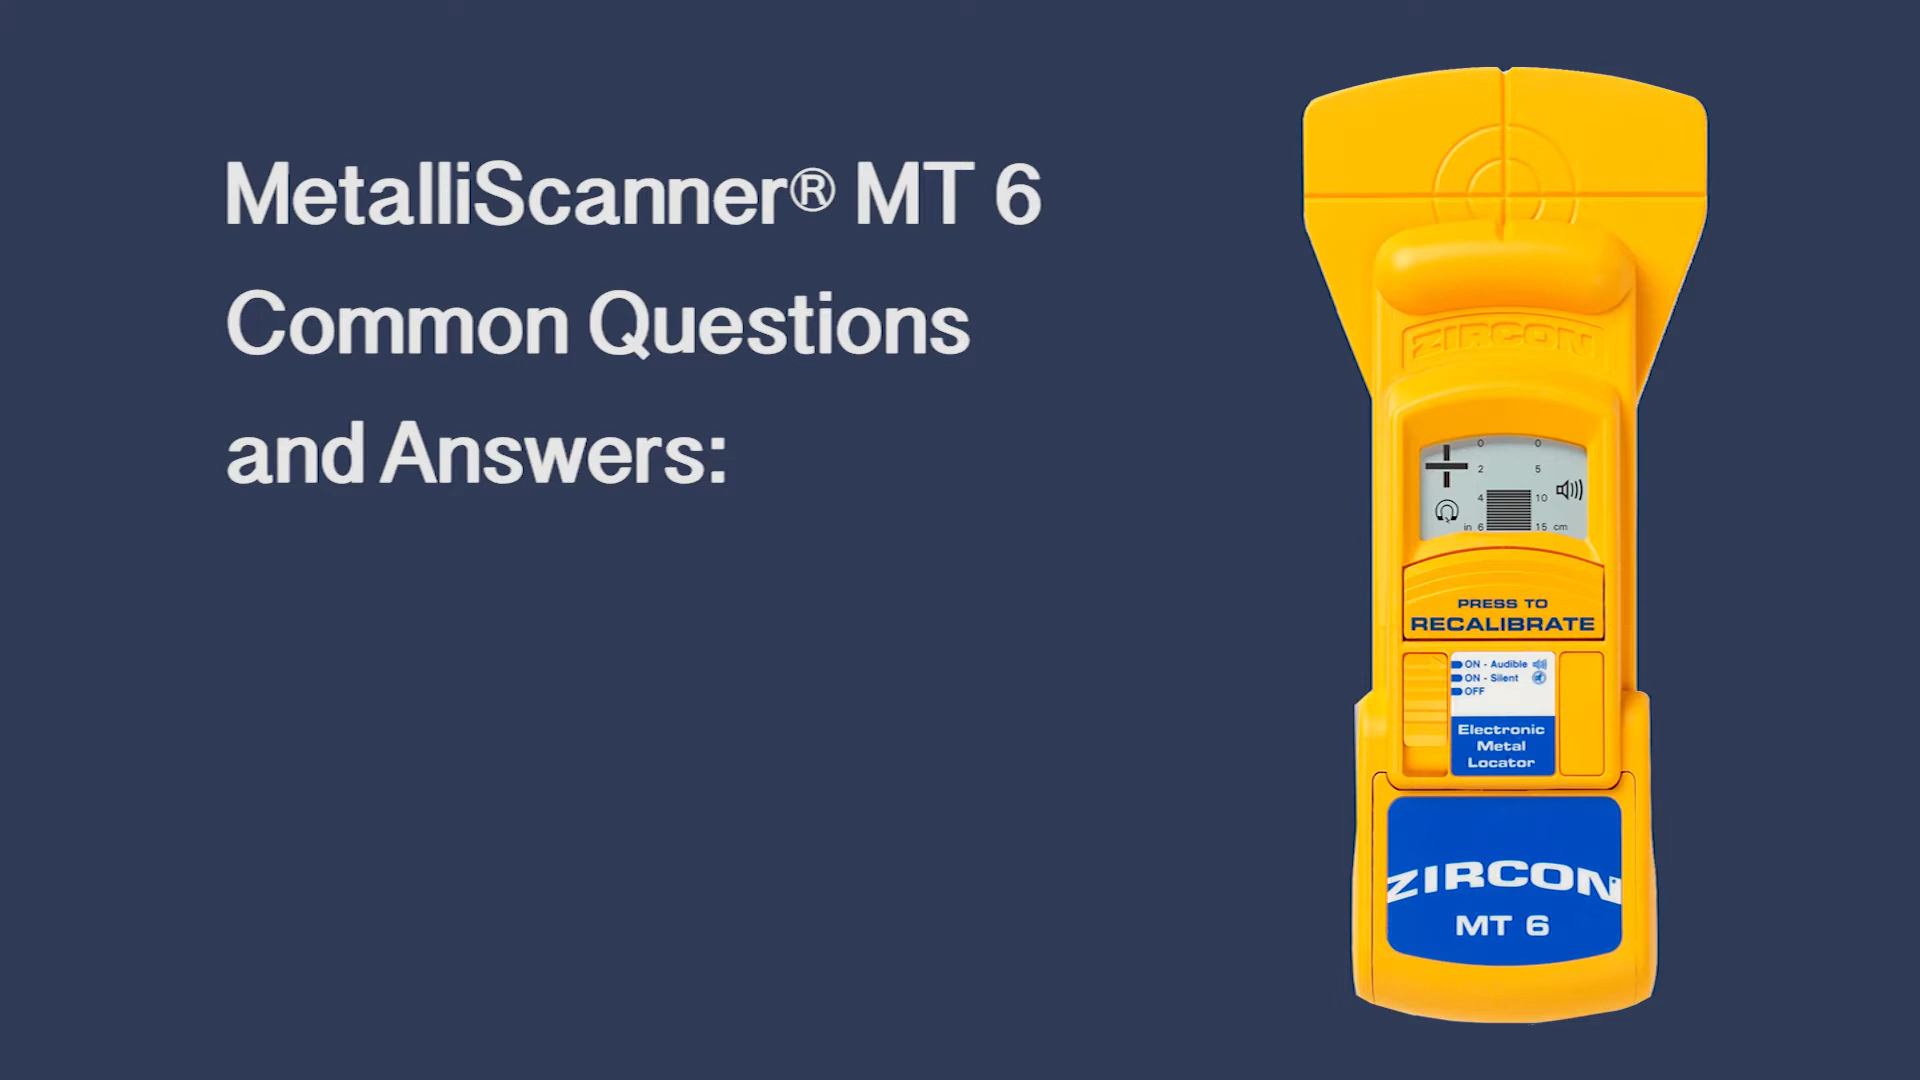 MetalliScanner® MT 6
Common Questions
and Answers:
ZIRCON
0 0
2 5
4 10
in 6 15 cm
PRESS TO
RECALIBRATE
ON - Audible
ON - Silent
OFF
Electronic
Metal
Locator
ZIRCON
MT 6